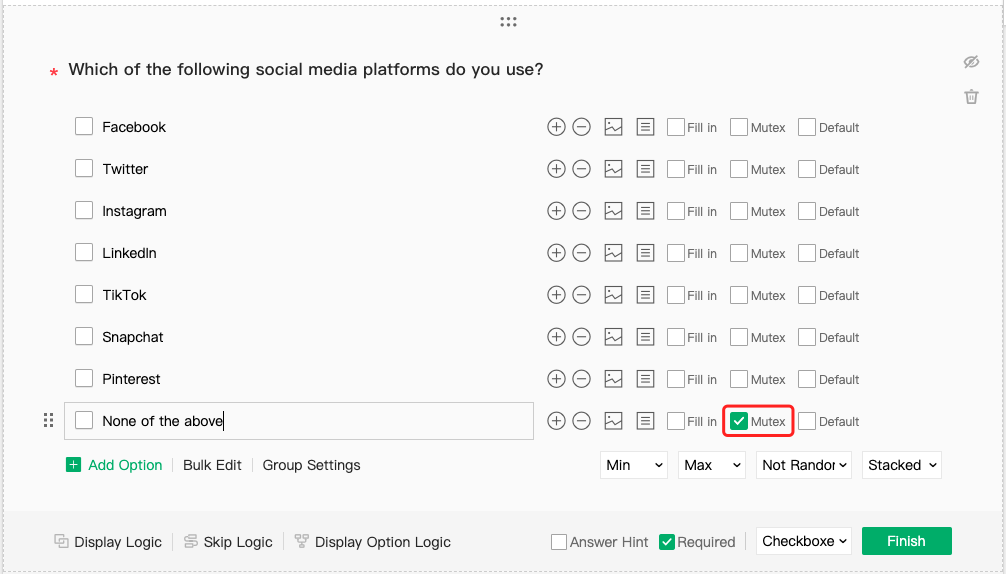 * Which of the following social media platforms do you use?
Facebook Fill in Mutex Default
Twitter Fill in Mutex Default
Instagram Fill in Mutex Default
LinkedIn Fill in Mutex Default
TikTok Fill in Mutex Default
Snapchat Fill in Mutex Default
Pinterest Fill in Mutex Default
None of the above Fill in Mutex Default
Add Option Bulk Edit Group Settings Min Max Not Randor Stacked
Display Logic Skip Logic Display Option Logic Answer Hint Required Checkboxe Finish